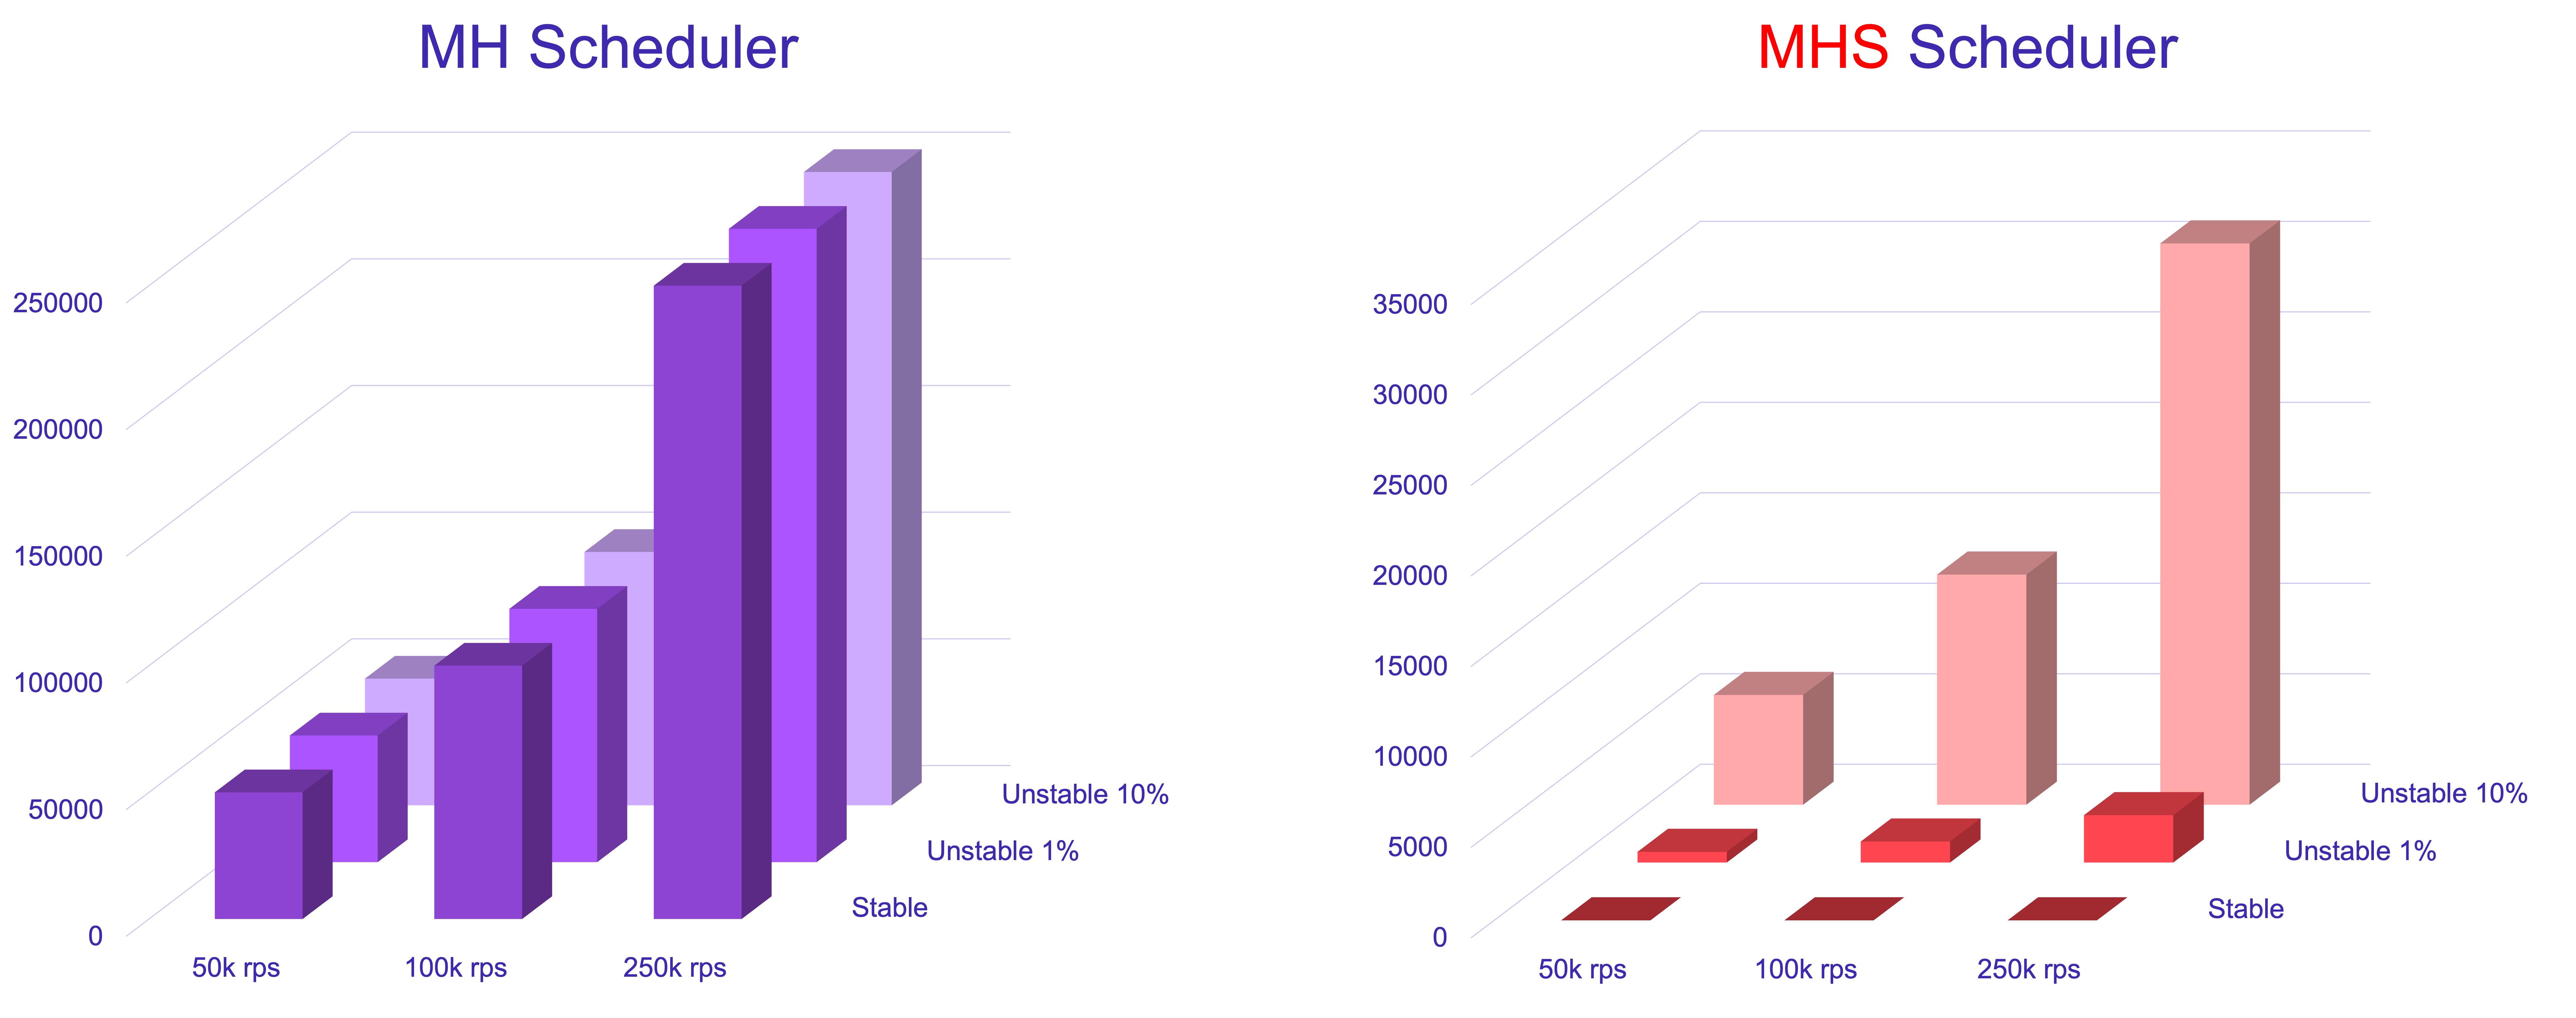 MH Scheduler
250000
200000
150000
100000
50000
0
50k rps
100k rps
250k rps
Stable
Unstable 1%
Unstable 10%
MHS Scheduler
35000
30000
25000
20000
15000
10000
5000
0
50k rps
100k rps
250k rps
Stable
Unstable 1%
Unstable 10%